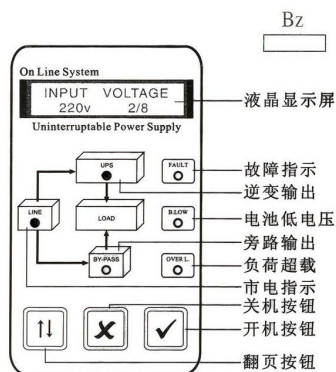 Bz
On Line System
INPUT VOLTAGE
220v 2/8
液晶显示屏
Uninterruptable Power Supply
UPS
FAULT
故障指示
逆变输出
LINE
LOAD
B.LOW
电池低电压
旁路输出
BY-PASS
OVER L.
负荷超载
市电指示
关机按钮
开机按钮
翻页按钮